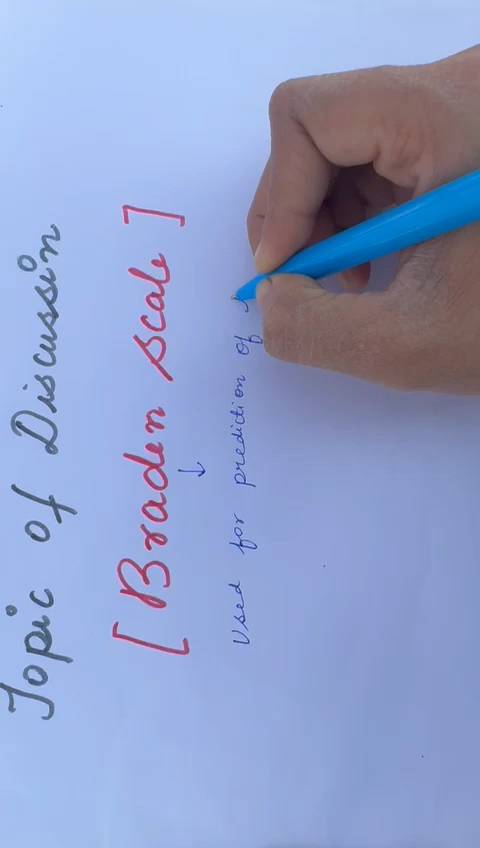 Topic of Discussion
[Braden scale]
↓
Used for prediction of